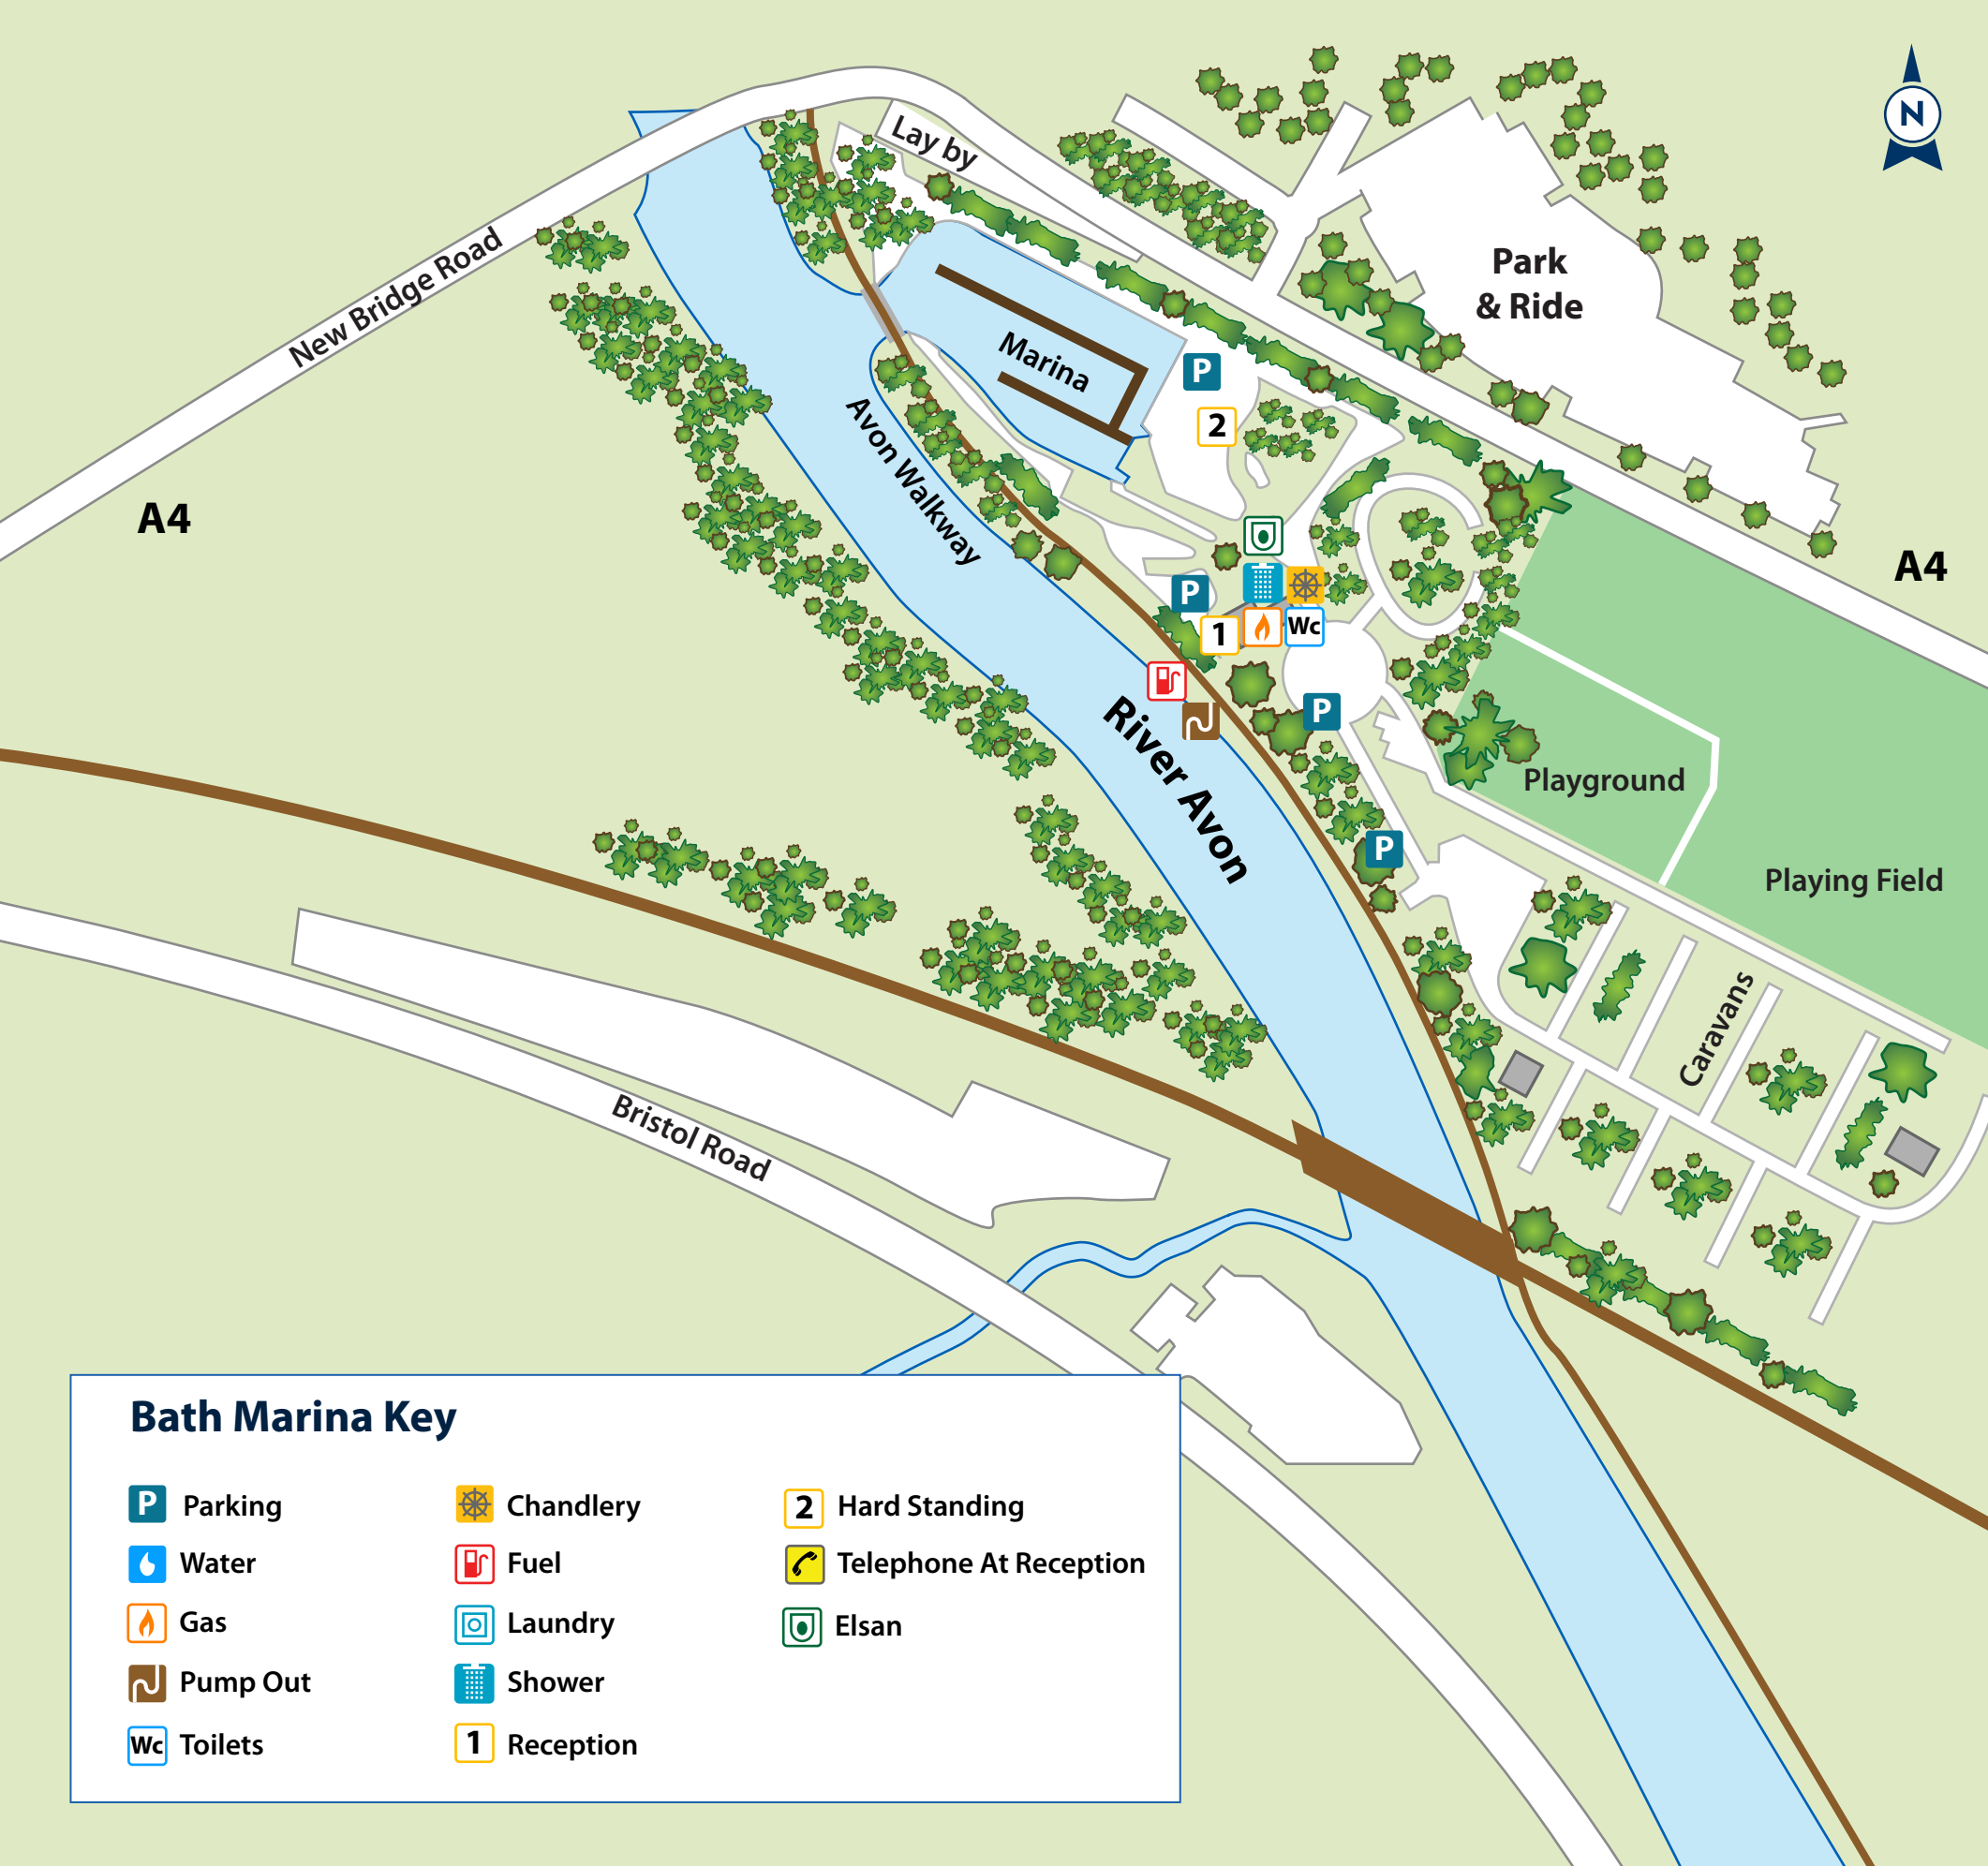 N
Lay by
Park
& Ride
New Bridge Road
Marina
P
2
Avon Walkway
A4
A4
P
1
Wc
River Avon
P
Playground
P
Playing Field
Caravans
Bristol Road
Bath Marina Key
P Parking
Water
Gas
Pump Out
Wc Toilets
Chandlery
Fuel
Laundry
Shower
1 Reception
2 Hard Standing
Telephone At Reception
Elsan